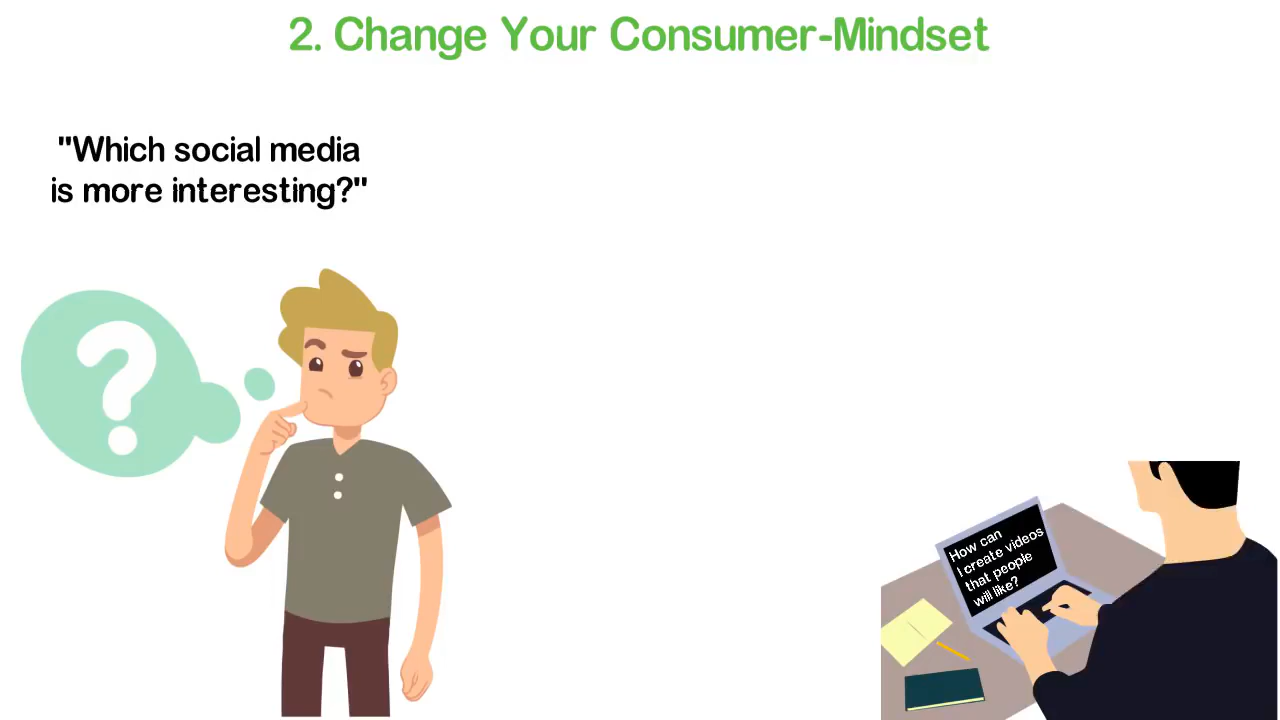 2. Change Your Consumer-Mindset
"Which social media
is more interesting?"
?
How can
I create videos
that people
will like?